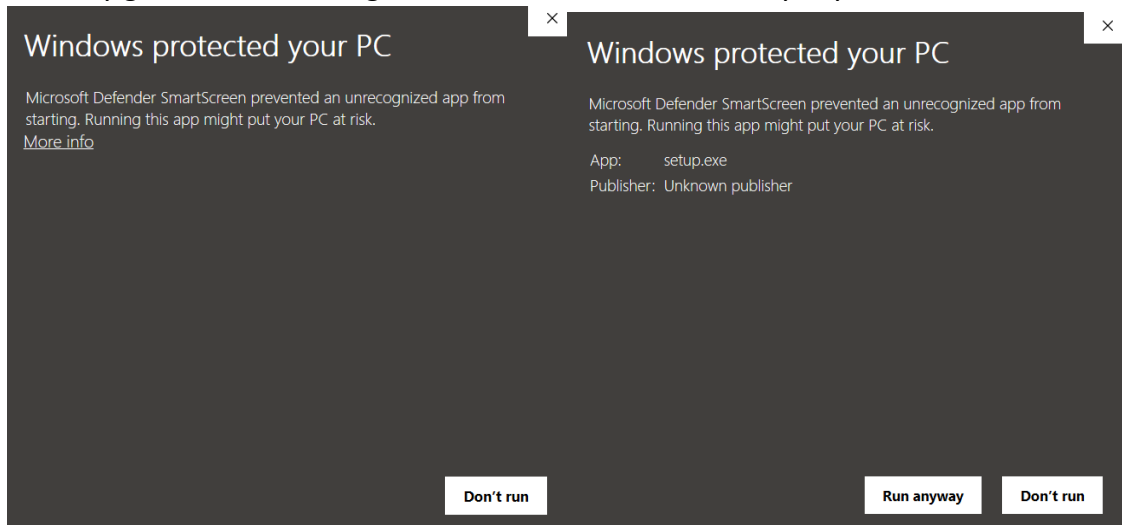 Windows protected your PC
Microsoft Defender SmartScreen prevented an unrecognized app from
starting. Running this app might put your PC at risk.
More info
Don't run
Windows protected your PC
Microsoft Defender SmartScreen prevented an unrecognized app from
starting. Running this app might put your PC at risk.
App: setup.exe
Publisher: Unknown publisher
Run anyway Don't run